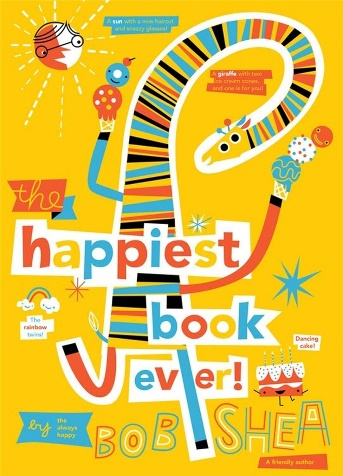 A sun with a nice haircut
and snazzy glasses!
A giraffe with two
ice cream cones,
and one is for you!
the
happiest
book
ever!
The
rainbow
twins!
Dancing
cake!
by
the
always
happy
BOB SHEA
A friendly author